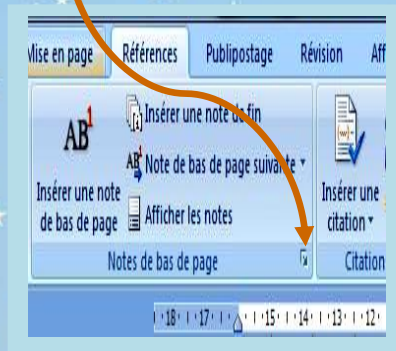 Mise en page Références Publipostage Révision Aff
Insérer une note de fin
AB¹ Note de bas de page suivante
Insérer une note de bas de page Afficher les notes
Insérer une citation
Notes de bas de page Citation
18 17 15 14 13 12